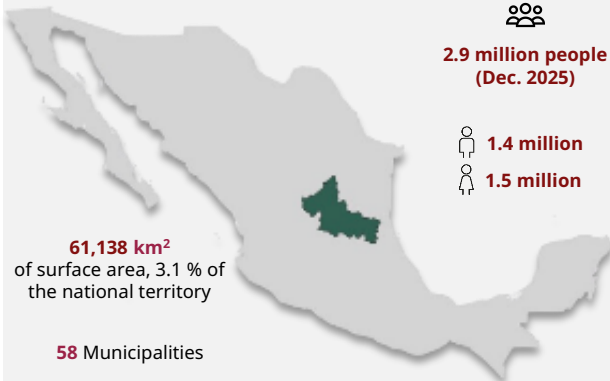 2.9 million people
(Dec. 2025)
1.4 million
1.5 million
61,138 km²
of surface area, 3.1 % of
the national territory
58 Municipalities